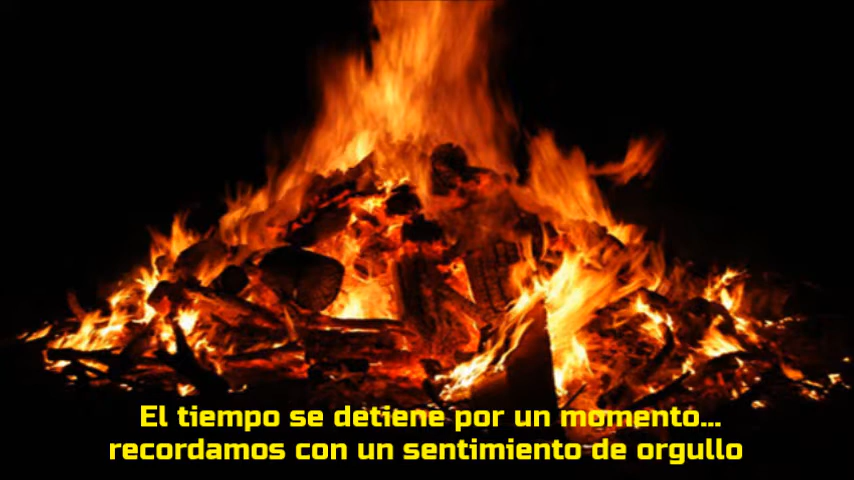 El tiempo se detiene por un momento...
recordamos con un sentimiento de orgullo